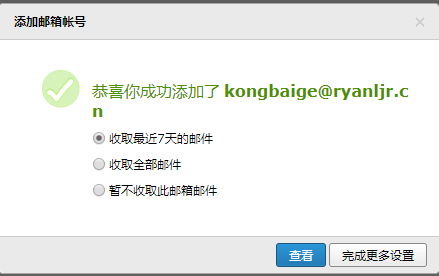 添加邮箱帐号
恭喜你成功添加了 kongbaige@ryanljr.c
n
收取最近7天的邮件
收取全部邮件
暂不收取此邮箱邮件
查看 完成更多设置